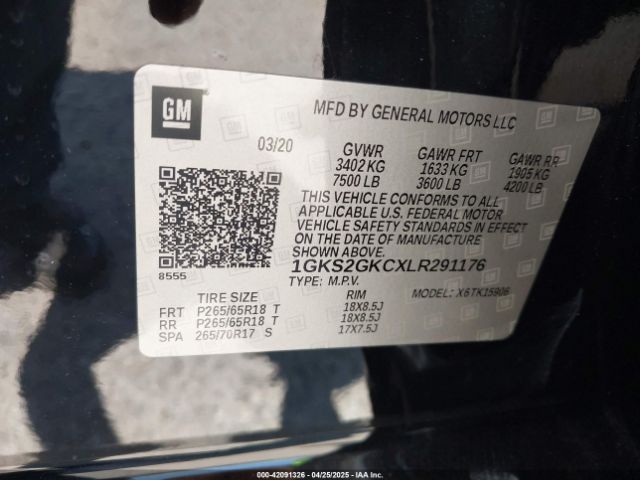 GM
MFD BY GENERAL MOTORS LLC
03/20
GVWR GAWR FRT GAWR RR
3402 KG 1633 KG 1905 KG
7500 LB 3600 LB 4200 LB
THIS VEHICLE CONFORMS TO ALL
APPLICABLE U.S. FEDERAL MOTOR
VEHICLE SAFETY STANDARDS IN EFFECT
ON THE DATE OF MANUFACTURE
SHOWN ABOVE.
8555
1GKS2GKCXLR291176
TYPE: M.P.V. MODEL: X6TK15906
TIRE SIZE RIM
FRT P265/65R18 T 18X8.5J
RR P265/65R18 T 18X8.5J
SPA 265/70R17 S 17X7.5J
000-42091326 - 04/25/2025 - IAA Inc.